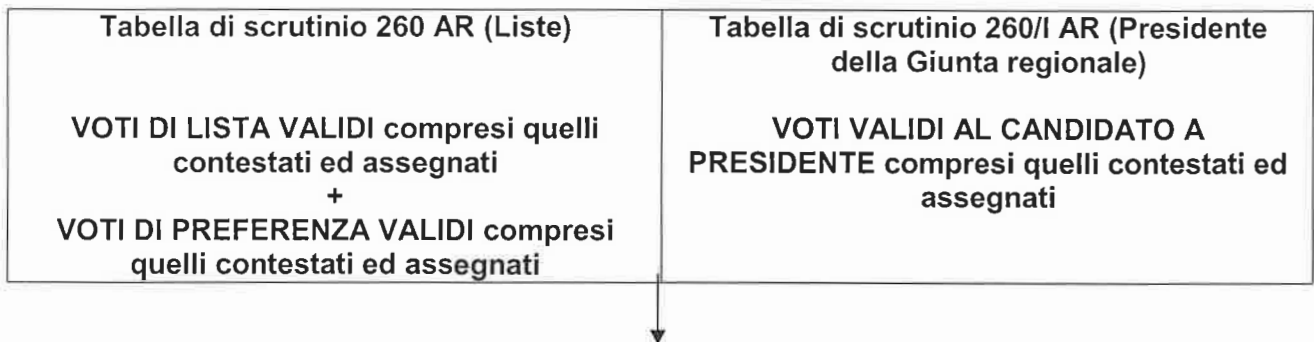 Tabella di scrutinio 260 AR (Liste)
VOTI DI LISTA VALIDI compresi quelli
contestati ed assegnati
+
VOTI DI PREFERENZA VALIDI compresi
quelli contestati ed assegnati
Tabella di scrutinio 260/I AR (Presidente
della Giunta regionale)
VOTI VALIDI AL CANDIDATO A
PRESIDENTE compresi quelli contestati ed
assegnati